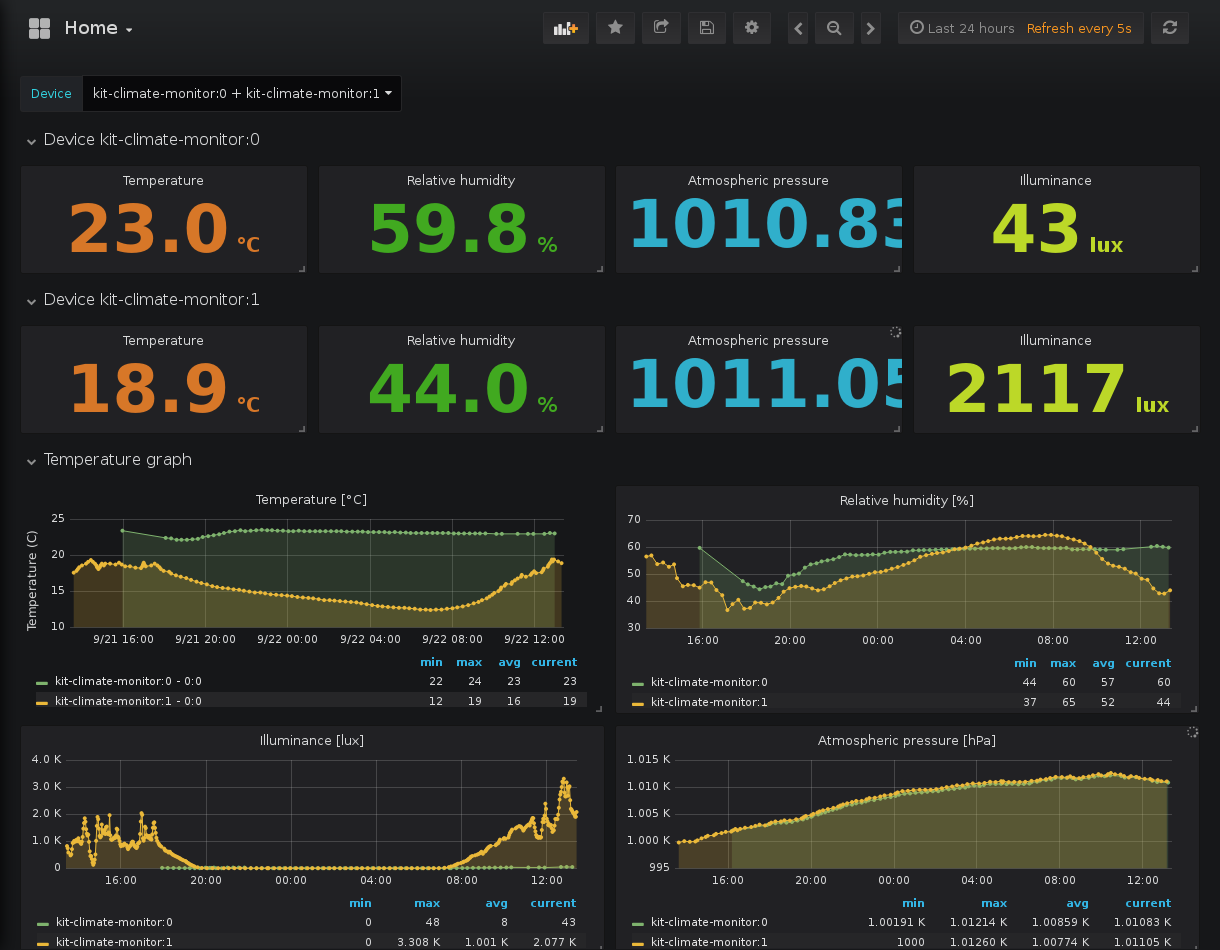 Home
Last 24 hours Refresh every 5s
Device kit-climate-monitor:0 + kit-climate-monitor:1
Device kit-climate-monitor:0
Temperature Relative humidity Atmospheric pressure Illuminance
23.0 °C 59.8 % 1010.83 43 lux
Device kit-climate-monitor:1
Temperature Relative humidity Atmospheric pressure Illuminance
18.9 °C 44.0 % 1011.05 2117 lux
Temperature graph
Temperature [°C]
Temperature (C)
25
20
15
10
9/21 16:00 9/21 20:00 9/22 00:00 9/22 04:00 9/22 08:00 9/22 12:00
min max avg current
kit-climate-monitor:0 - 0:0 22 24 23 23
kit-climate-monitor:1 - 0:0 12 19 16 19
Relative humidity [%]
70
60
50
40
30
16:00 20:00 00:00 04:00 08:00 12:00
min max avg current
kit-climate-monitor:0 44 60 57 60
kit-climate-monitor:1 37 65 52 44
Illuminance [lux]
4.0 K
3.0 K
2.0 K
1.0 K
0
16:00 20:00 00:00 04:00 08:00 12:00
min max avg current
kit-climate-monitor:0 0 48 8 43
kit-climate-monitor:1 0 3.308 K 1.001 K 2.077 K
Atmospheric pressure [hPa]
1.015 K
1.010 K
1.005 K
1.000 K
995
16:00 20:00 00:00 04:00 08:00 12:00
min max avg current
kit-climate-monitor:0 1.00191 K 1.01214 K 1.00859 K 1.01083 K
kit-climate-monitor:1 1000 1.01260 K 1.00774 K 1.01105 K